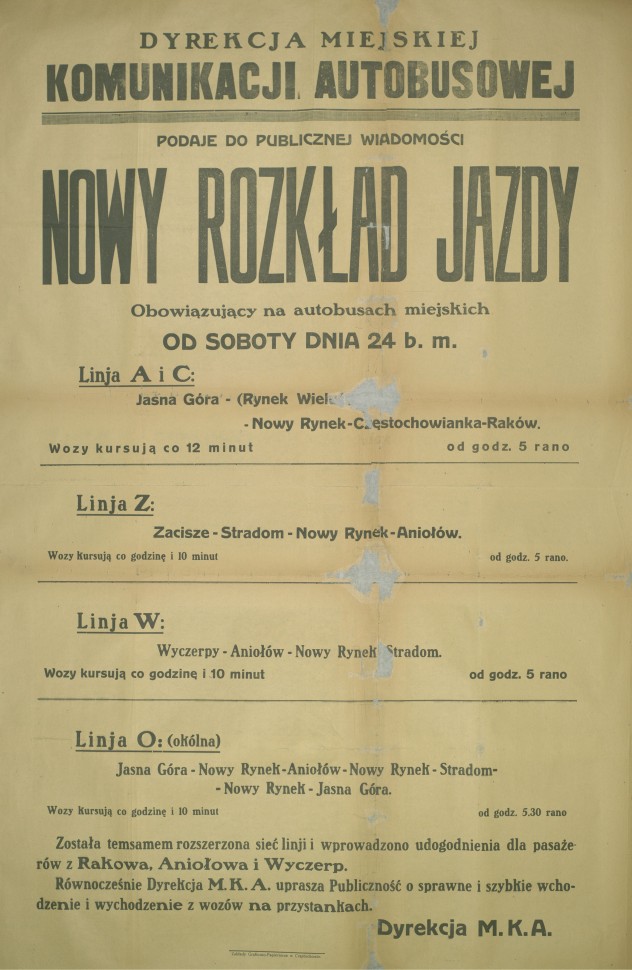 DYREKCJA MIEJSKIEJ
KOMUNIKACJI AUTOBUSOWEJ
PODAJE DO PUBLICZNEJ WIADOMOŚCI
NOWY ROZKŁAD JAZDY
Obowiązujący na autobusach miejskich
OD SOBOTY DNIA 24 b. m.
Linja A i C:
Jasna Góra - (Rynek
- Nowy Rynek-Częstochowianka-Raków.
Wozy kursują co 12 minut od godz. 5 rano
Linja Z:
Zacisze - Stradom - Nowy Rynek - Aniołów.
Wozy kursują co godzinę i 10 minut od godz. 5 rano.
Linja W:
Wyczerpy - Aniołów - Nowy Rynek Stradom.
Wozy kursują co godzinę i 10 minut od godz. 5 rano
Linja O: (okólna)
Jasna Góra - Nowy Rynek-Aniołów-Nowy Rynek - Stradom-
- Nowy Rynek - Jasna Góra.
Wozy Kursują co godzinę i 10 minut od godz. 5.30 rano
Została temsamem rozszerzona sieć linji i wprowadzono udogodnienia dla pasaże-
rów z Rakowa, Aniołowa i Wyczerp.
Równocześnie Dyrekcja M. K. A. uprasza Publiczność o sprawne i szybkie wcho-
dzenie i wychodzenie z wozów na przystankach.
Dyrekcja M. K. A.